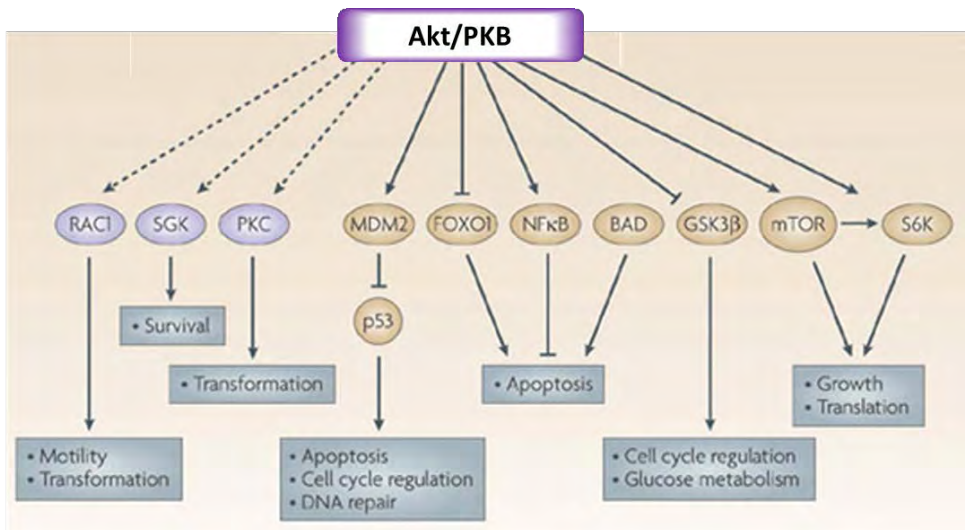 Akt/PKB
RAC1
SGK
PKC
MDM2
FOXO1
NFκB
BAD
GSK3β
mTOR
S6K
p53
• Survival
• Transformation
• Apoptosis
• Growth
• Translation
• Motility
• Transformation
• Apoptosis
• Cell cycle regulation
• DNA repair
• Cell cycle regulation
• Glucose metabolism